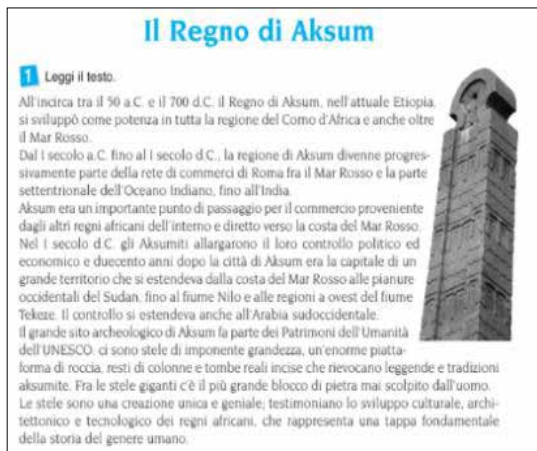 Il Regno di Aksum
1 Leggi il testo.
All'incirca tra il 50 a.C. e il 700 d.C. il Regno di Aksum, nell'attuale Etiopia,
si sviluppò come potenza in tutta la regione del Corno d'Africa e anche oltre
il Mar Rosso.
Dal I secolo a.C. fino al I secolo d.C., la regione di Aksum divenne progres-
sivamente parte della rete di commerci di Roma fra il Mar Rosso e la parte
settentrionale dell'Oceano Indiano, fino all'India.
Aksum era un importante punto di passaggio per il commercio proveniente
dagli altri regni africani dell'interno e diretto verso la costa del Mar Rosso.
Nel I secolo d.C. gli Aksumiti allargarono il loro controllo politico ed
economico e duecento anni dopo la città di Aksum era la capitale di un
grande territorio che si estendeva dalla costa del Mar Rosso alle pianure
occidentali del Sudan, fino al fiume Nilo e alle regioni a ovest del fiume
Tekeze. Il controllo si estendeva anche all'Arabia sudoccidentale.
Il grande sito archeologico di Aksum fa parte dei Patrimoni dell'Umanità
dell'UNESCO: ci sono stele di imponente grandezza, un'enorme piatta-
forma di roccia, resti di colonne e tombe reali incise che rievocano leggende e tradizioni
aksumite. Fra le stele giganti c'è il più grande blocco di pietra mai scolpito dall'uomo.
Le stele sono una creazione unica e geniale; testimoniano lo sviluppo culturale, archi-
tettonico e tecnologico dei regni africani, che rappresenta una tappa fondamentale
della storia del genere umano.